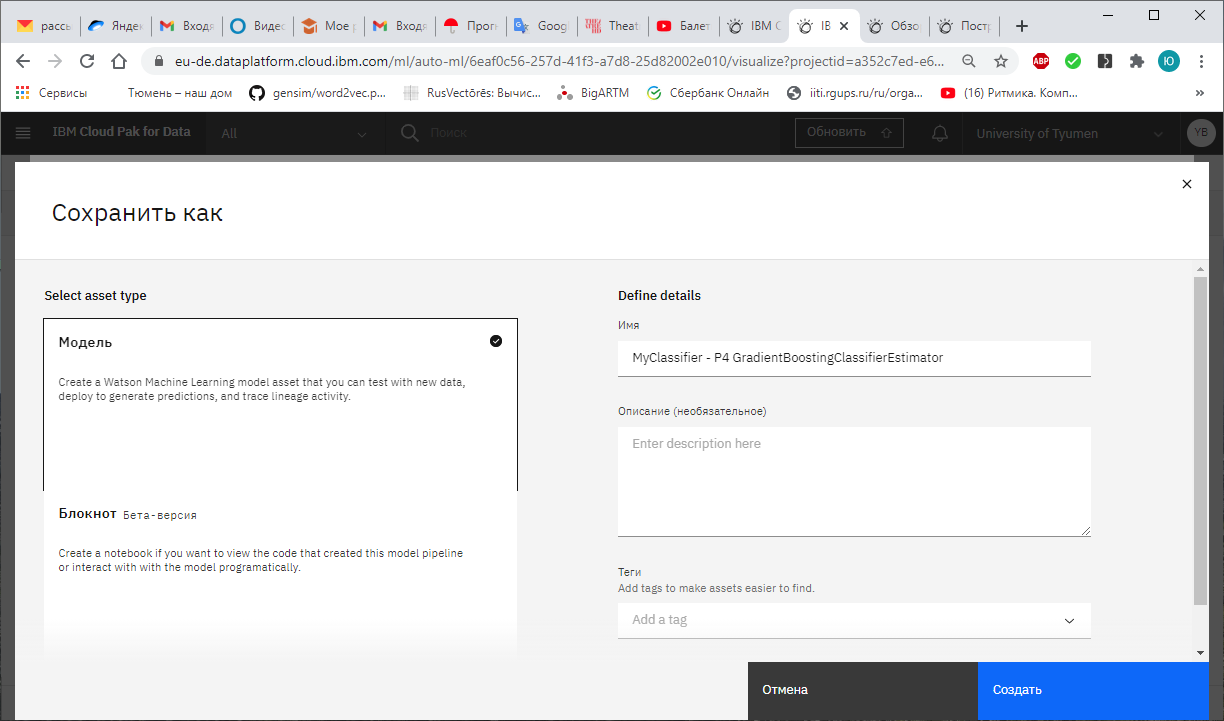 рассы
Яндек
Входя
Видес
Мое р
Входя
Прог
Googl
Theat
Балет
IBM C
IB
Обзо
Постр
eu-de.dataplatform.cloud.ibm.com/ml/auto-ml/6eaf0c56-257d-41f3-a7d8-25d82002e010/visualize?projectid=a352c7ed-e6...
ABP
Ю
Сервисы
Тюмень – наш дом
gensim/word2vec.p...
RusVectōrēs: Вычис...
BigARTM
Сбербанк Онлайн
iiti.rgups.ru/ru/orga...
(16) Ритмика. Комп...
»
IBM Cloud Pak for Data
All
Поиск
Обновить
University of Tyumen
YB
Сохранить как
Select asset type
Модель
Create a Watson Machine Learning model asset that you can test with new data,
deploy to generate predictions, and trace lineage activity.
Блокнот Бета-версия
Create a notebook if you want to view the code that created this model pipeline
or interact with with the model programatically.
Define details
Имя
MyClassifier - P4 GradientBoostingClassifierEstimator
Описание (необязательное)
Enter description here
Теги
Add tags to make assets easier to find.
Add a tag
Отмена
Создать